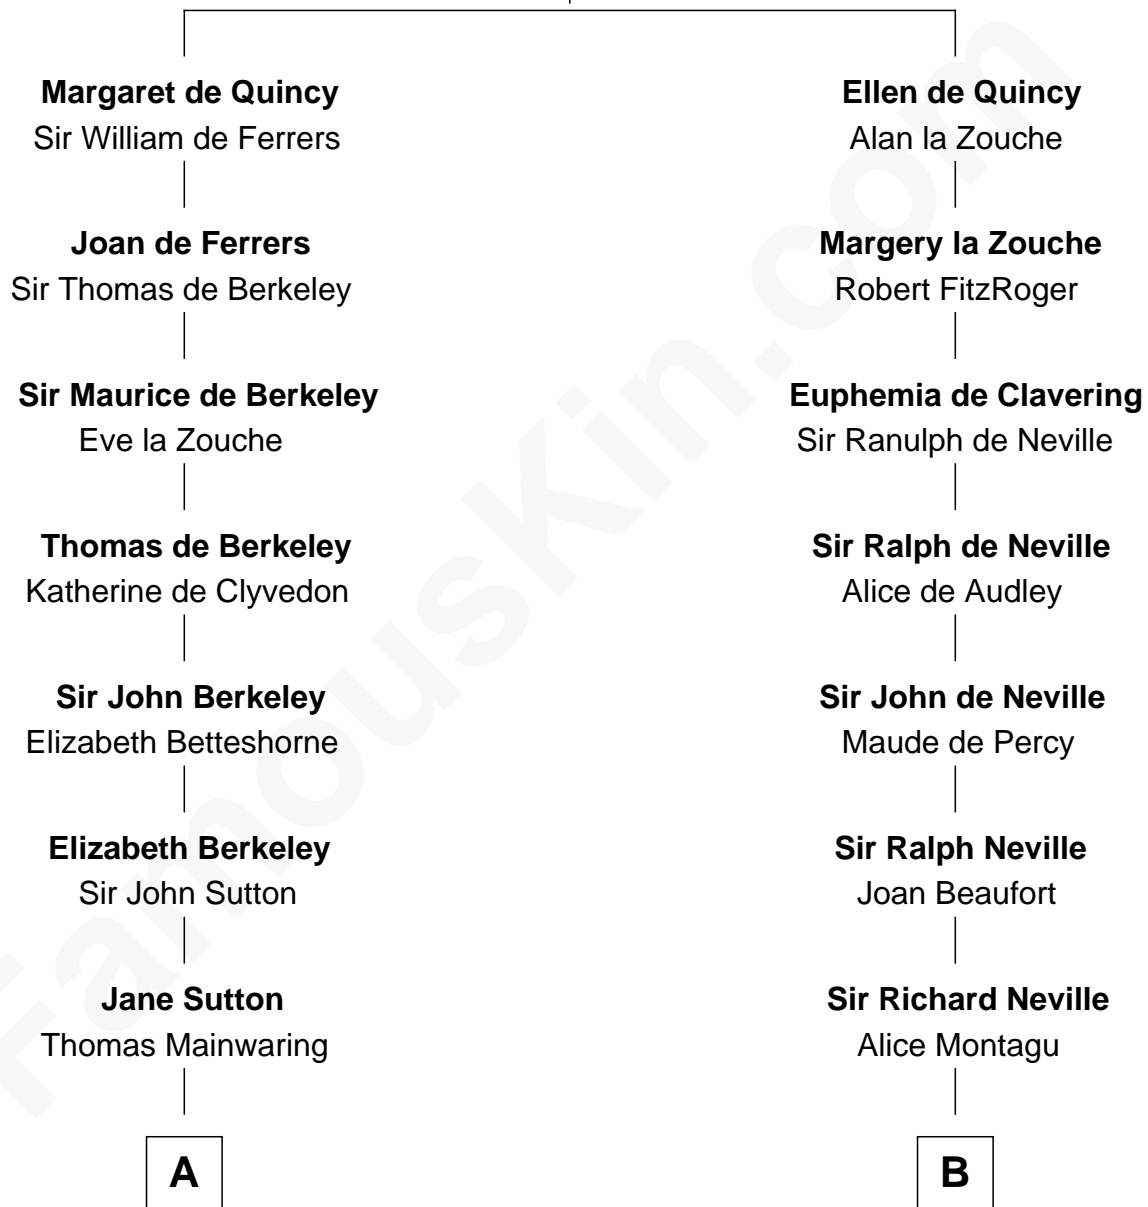 Margaret de Quincy
Sir William de Ferrers
Joan de Ferrers
Sir Thomas de Berkeley
Sir Maurice de Berkeley
Eve la Zouche
Thomas de Berkeley
Katherine de Clyvedon
Sir John Berkeley
Elizabeth Betteshorne
Elizabeth Berkeley
Sir John Sutton
Jane Sutton
Thomas Mainwaring
A
Ellen de Quincy
Alan la Zouche
Margery la Zouche
Robert FitzRoger
Euphemia de Clavering
Sir Ranulph de Neville
Sir Ralph de Neville
Alice de Audley
Sir John de Neville
Maude de Percy
Sir Ralph Neville
Joan Beaufort
Sir Richard Neville
Alice Montagu
B
FamousKin.com